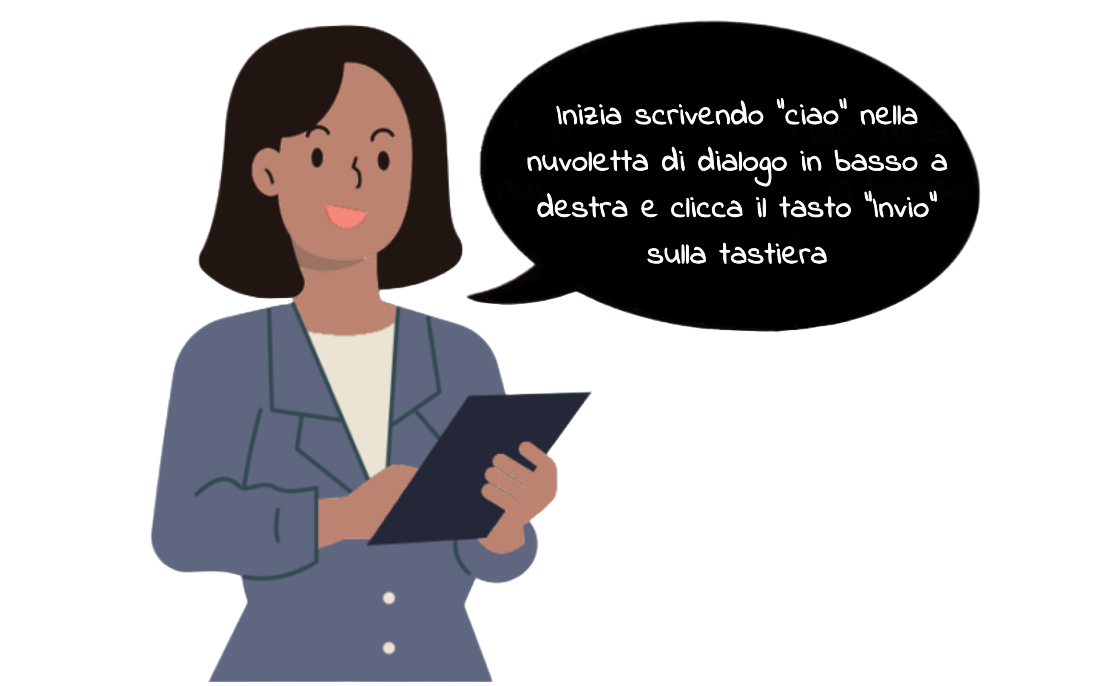 Inizia scrivendo "ciao" nella
nuvoletta di dialogo in basso a
destra e clicca il tasto "Invio"
sulla tastiera